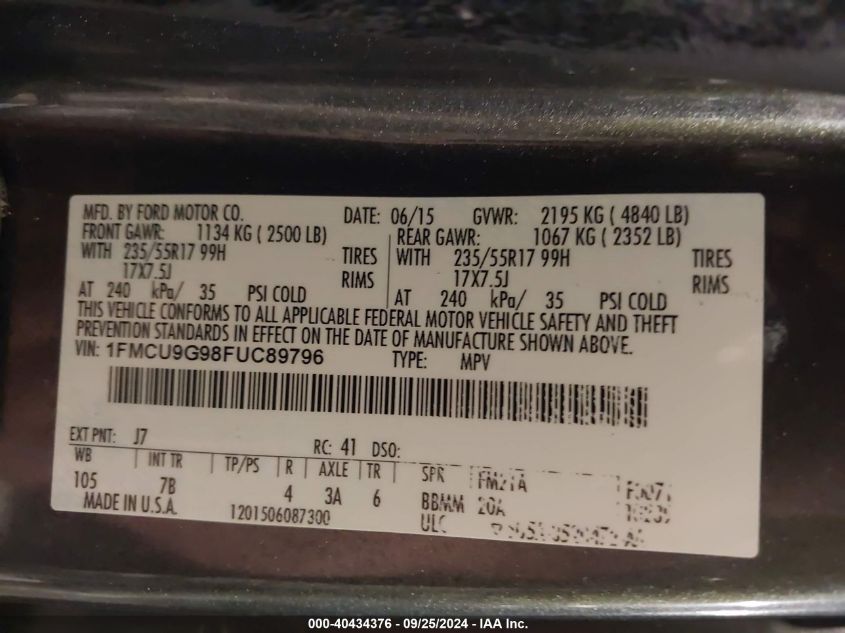 MFD. BY FORD MOTOR CO. DATE: 06/15 GVWR: 2195 KG ( 4840 LB)
FRONT GAWR: 1134 KG ( 2500 LB) REAR GAWR: 1067 KG ( 2352 LB)
WITH 235/55R17 99H TIRES WITH 235/55R17 99H TIRES
17X7.5J RIMS 17X7.5J RIMS
AT 240 kPa/ 35 PSI COLD AT 240 kPa/ 35 PSI COLD
THIS VEHICLE CONFORMS TO ALL APPLICABLE FEDERAL MOTOR VEHICLE SAFETY AND THEFT
PREVENTION STANDARDS IN EFFECT ON THE DATE OF MANUFACTURE SHOWN ABOVE.
VIN: 1FMCU9G98FUC89796 TYPE: MPV
EXT PNT: J7 RC: 41 DSO:
WB INT TR TP/PS R AXLE TR SPR FM21A
105 7B 4 3A 6 BBMM 20A
MADE IN U.S.A. 1201506087300 ULC
000-40434376 - 09/25/2024 - IAA Inc.